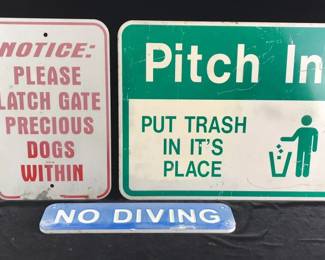 NOTICE:
PLEASE
LATCH GATE
PRECIOUS
DOGS
WITHIN
Pitch In
PUT TRASH
IN IT'S
PLACE
NO DIVING